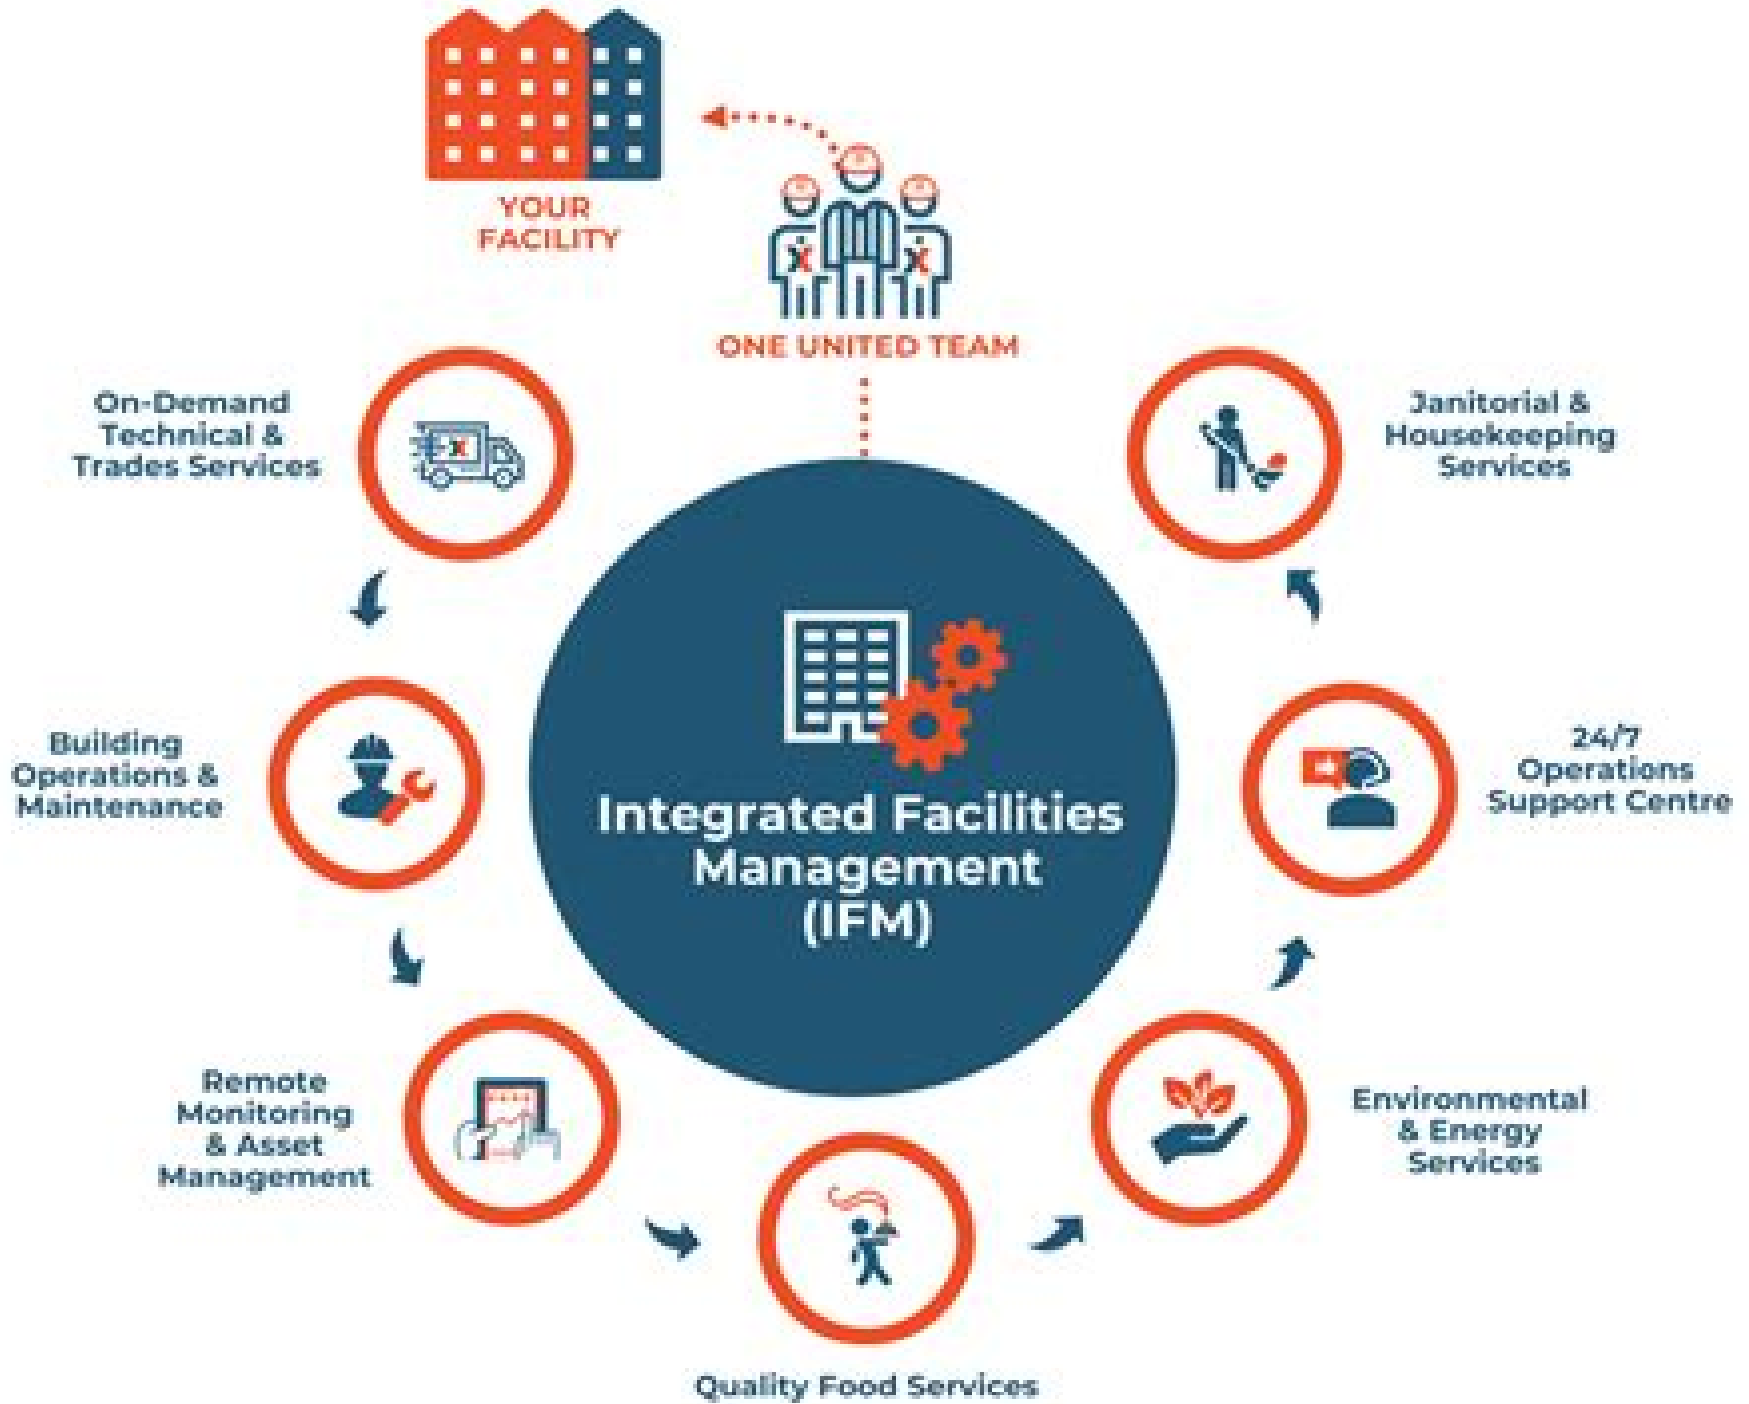 YOUR
FACILITY
ONE UNITED TEAM
On-Demand
Technical &
Trades Services
Janitorial &
Housekeeping
Services
Building
Operations &
Maintenance
Integrated Facilities
Management
(IFM)
24/7
Operations
Support Centre
Remote
Monitoring
& Asset
Management
Environmental
& Energy
Services
Quality Food Services